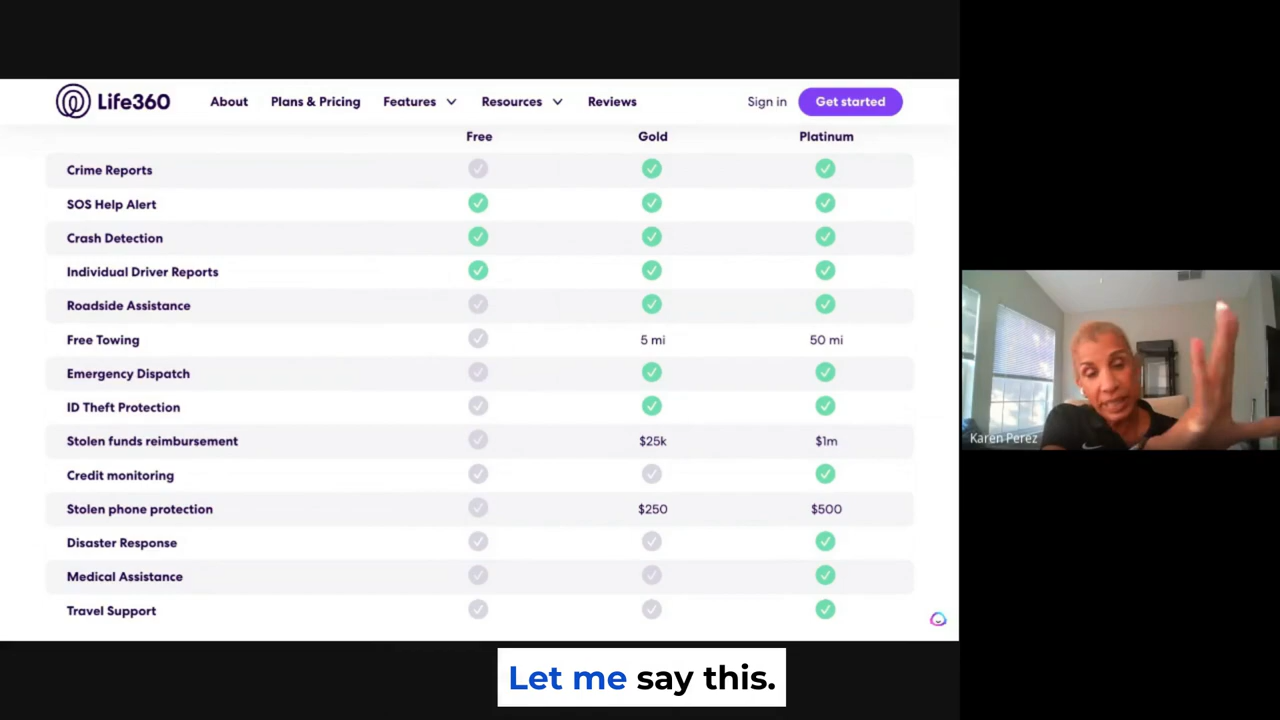 Life360 About Plans & Pricing Features Resources Reviews Sign in Get started
Free Gold Platinum
Crime Reports
SOS Help Alert
Crash Detection
Individual Driver Reports
Roadside Assistance
Free Towing 5 mi 50 mi
Emergency Dispatch
ID Theft Protection
Stolen funds reimbursement $25k $1m
Credit monitoring
Stolen phone protection $250 $500
Disaster Response
Medical Assistance
Travel Support
Karen Perez
Let me say this.